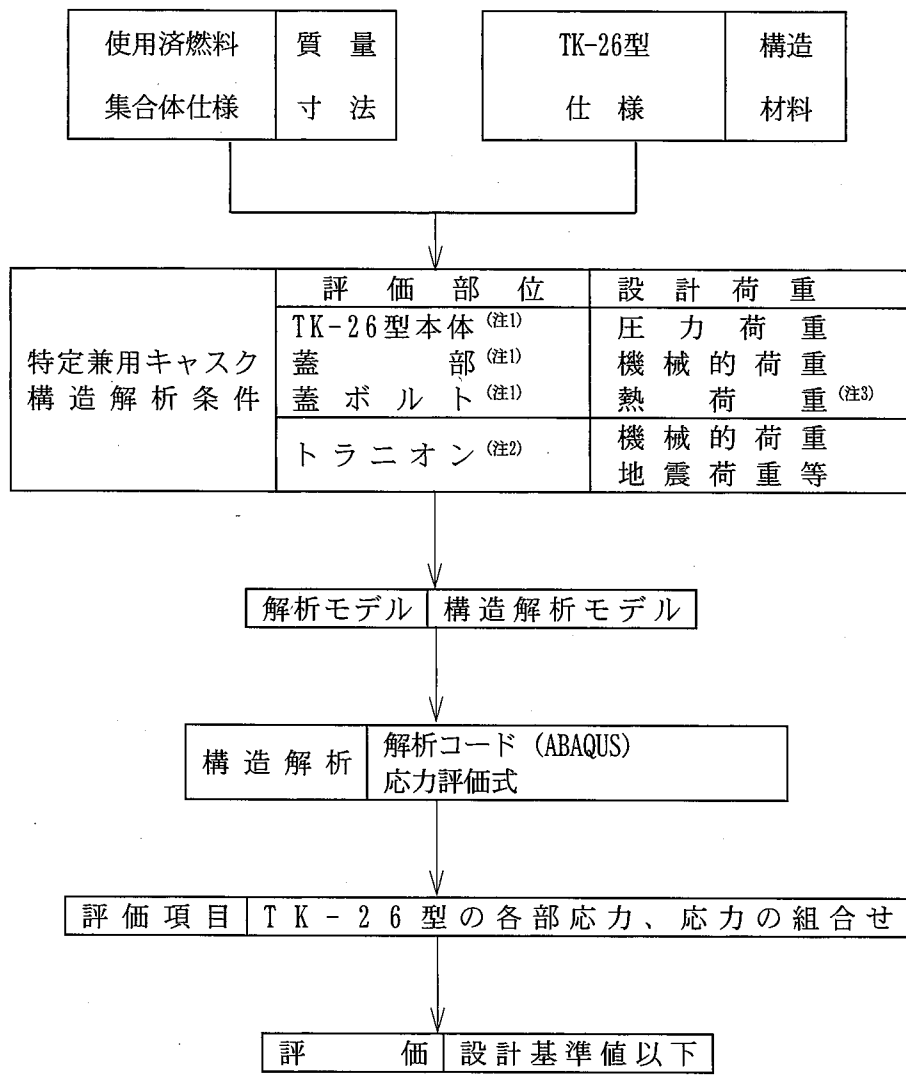 使用済燃料 質量
集合体仕様 寸法
TK-26型 構造
仕様 材料
特定兼用キャスク
構造解析条件
評価部位 設計荷重
TK-26型本体(注1) 圧力荷重
蓋部(注1) 機械的荷重
蓋ボルト(注1) 熱荷重(注3)
トラニオン(注2) 機械的荷重
地震荷重等
解析モデル 構造解析モデル
構造解析 解析コード (ABAQUS)
応力評価式
評価項目 TK-26型の各部応力、応力の組合せ
評価 設計基準値以下